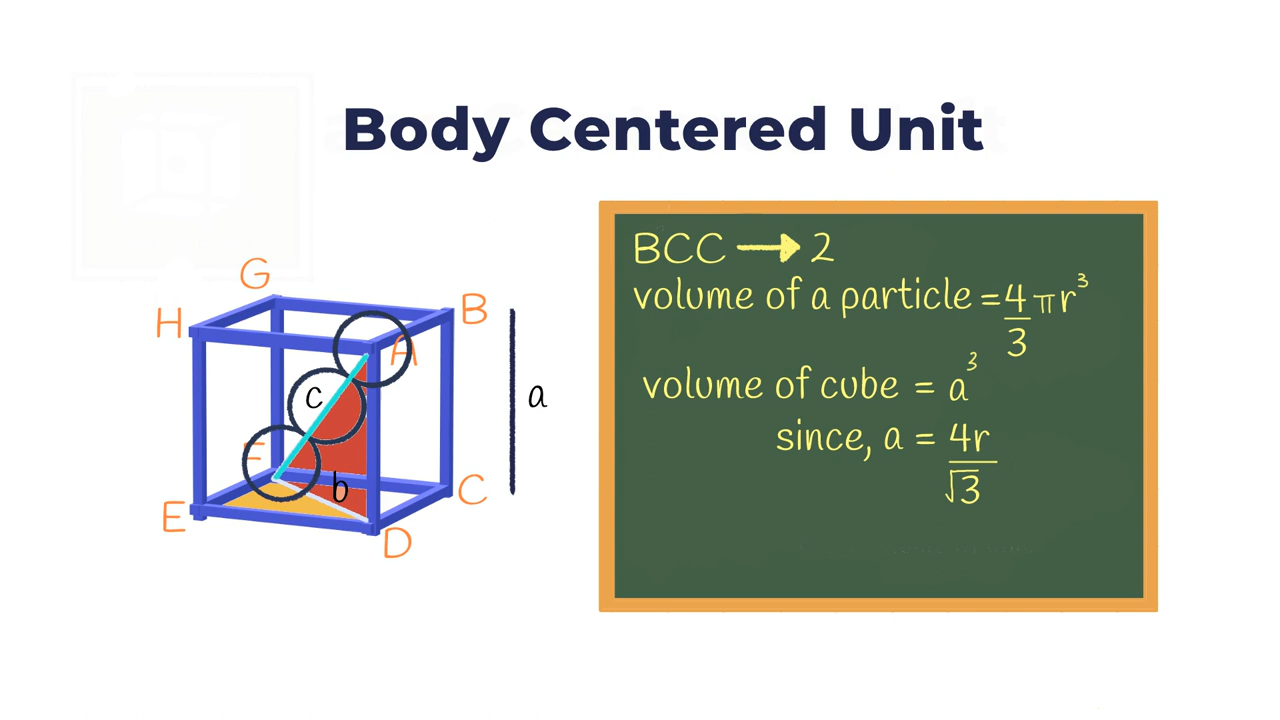 Body Centered Unit
BCC → 2
volume of a particle = 4/3 πr³
volume of cube = a³
since, a = 4r/√3
G
B
H
A
c
a
F
b
C
E
D